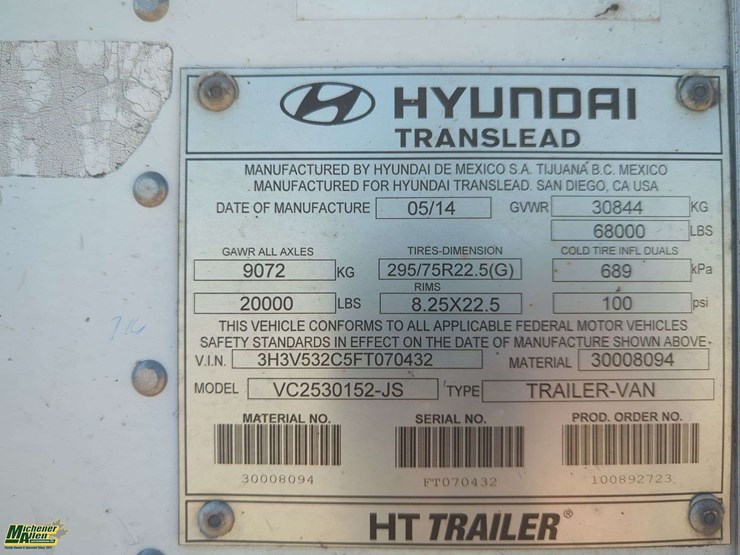 HYUNDAI
TRANSLEAD
MANUFACTURED BY HYUNDAI DE MEXICO S.A. TIJUANA B.C. MEXICO
MANUFACTURED FOR HYUNDAI TRANSLEAD. SAN DIEGO, CA USA
DATE OF MANUFACTURE 05/14 GVWR 30844 KG
68000 LBS
GAWR ALL AXLES TIRES-DIMENSION COLD TIRE INFL DUALS
9072 KG 295/75R22.5(G) 689 kPa
RIMS
20000 LBS 8.25X22.5 100 psi
THIS VEHICLE CONFORMS TO ALL APPLICABLE FEDERAL MOTOR VEHICLES
SAFETY STANDARDS IN EFFECT ON THE DATE OF MANUFACTURE SHOWN ABOVE.
V.I.N. 3H3V532C5FT070432 MATERIAL 30008094
MODEL VC2530152-JS TYPE TRAILER-VAN
MATERIAL NO. SERIAL NO. PROD. ORDER NO.
30008094 FT070432 100892723
HT TRAILER®
Michener
Allen